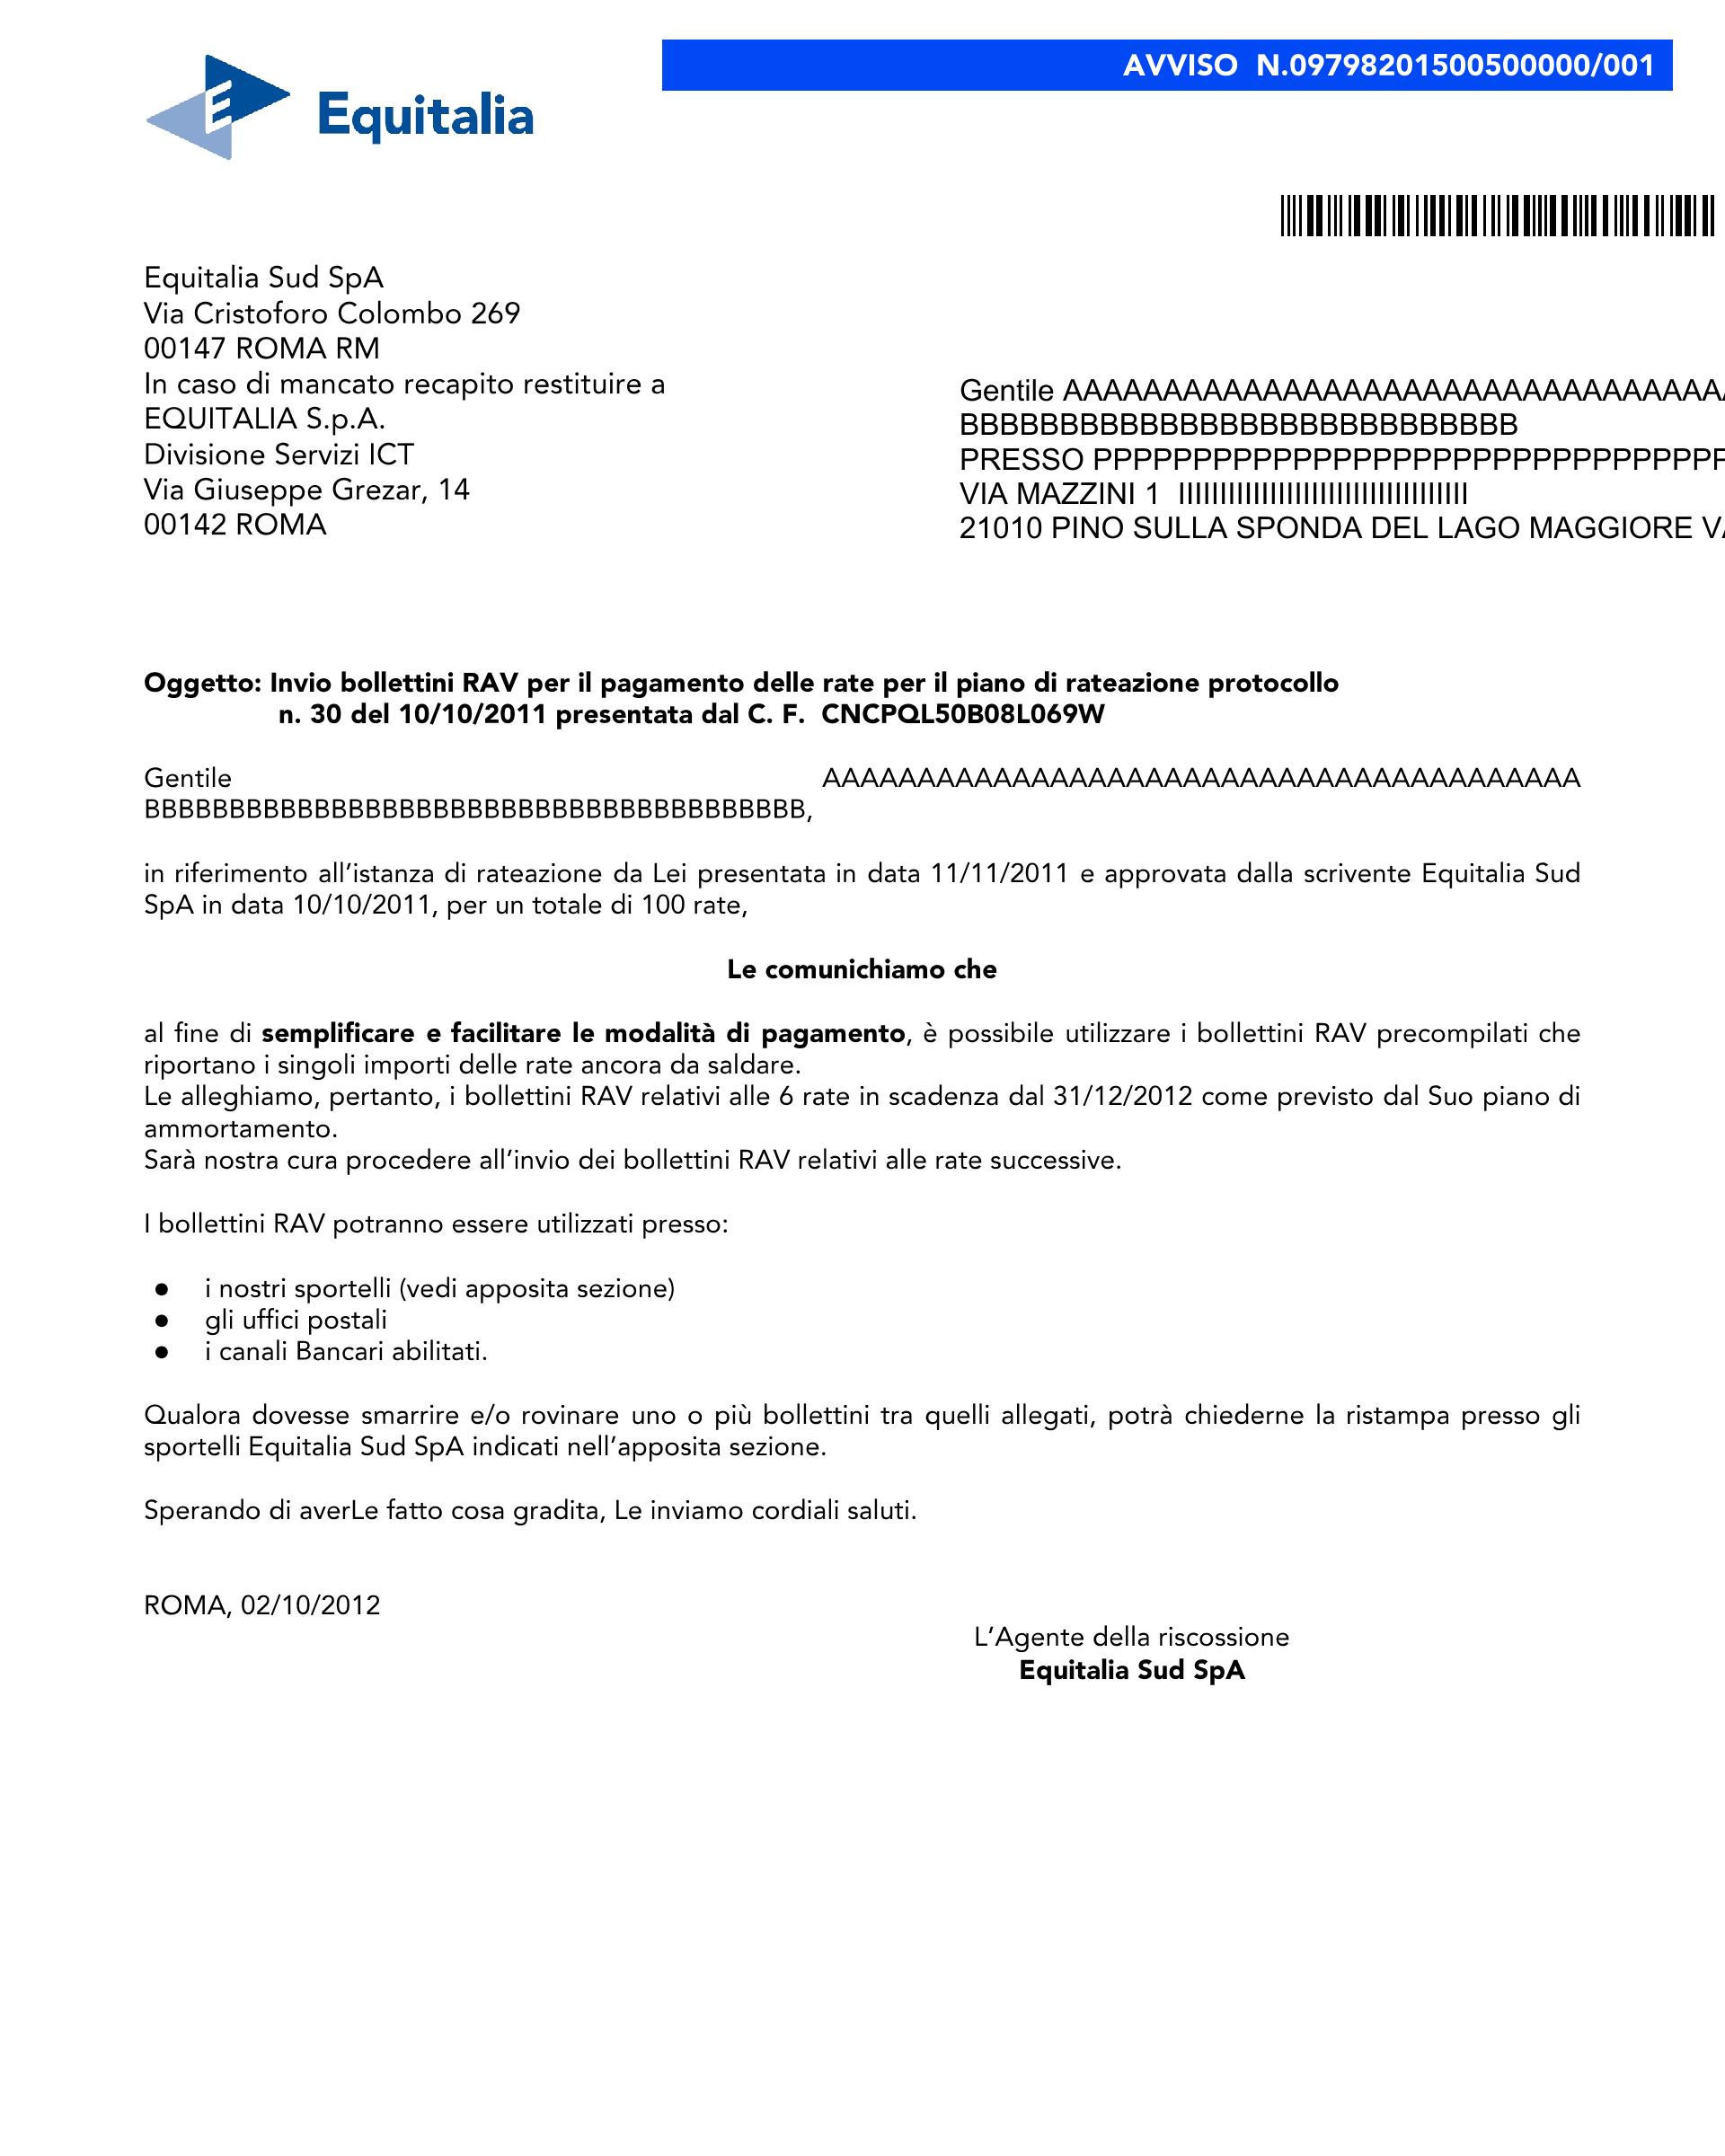 AVVISO N.09798201500500000/001
Equitalia
Equitalia Sud SpA
Via Cristoforo Colombo 269
00147 ROMA RM
In caso di mancato recapito restituire a
EQUITALIA S.p.A.
Divisione Servizi ICT
Via Giuseppe Grezar, 14
00142 ROMA
Gentile AAAAAAAAAAAAAAAAAAAAAAAAAAAAAAAAAA
BBBBBBBBBBBBBBBBBBBBBBBBBBBB
PRESSO PPPPPPPPPPPPPPPPPPPPPPPPPPPPPPPP
VIA MAZZINI 1 IIIIIIIIIIIIIIIIIIIIIIIIIIIIIIIIIII
21010 PINO SULLA SPONDA DEL LAGO MAGGIORE VA
Oggetto: Invio bollettini RAV per il pagamento delle rate per il piano di rateazione protocollo
n. 30 del 10/10/2011 presentata dal C. F. CNCPQL50B08L069W
Gentile AAAAAAAAAAAAAAAAAAAAAAAAAAAAAAAAAAAAAAAA
BBBBBBBBBBBBBBBBBBBBBBBBBBBBBBBBBBBBBBB,
in riferimento all’istanza di rateazione da Lei presentata in data 11/11/2011 e approvata dalla scrivente Equitalia Sud
SpA in data 10/10/2011, per un totale di 100 rate,
Le comunichiamo che
al fine di semplificare e facilitare le modalità di pagamento, è possibile utilizzare i bollettini RAV precompilati che
riportano i singoli importi delle rate ancora da saldare.
Le alleghiamo, pertanto, i bollettini RAV relativi alle 6 rate in scadenza dal 31/12/2012 come previsto dal Suo piano di
ammortamento.
Sarà nostra cura procedere all’invio dei bollettini RAV relativi alle rate successive.
I bollettini RAV potranno essere utilizzati presso:
● i nostri sportelli (vedi apposita sezione)
● gli uffici postali
● i canali Bancari abilitati.
Qualora dovesse smarrire e/o rovinare uno o più bollettini tra quelli allegati, potrà chiederne la ristampa presso gli
sportelli Equitalia Sud SpA indicati nell’apposita sezione.
Sperando di averLe fatto cosa gradita, Le inviamo cordiali saluti.
ROMA, 02/10/2012
L’Agente della riscossione
Equitalia Sud SpA